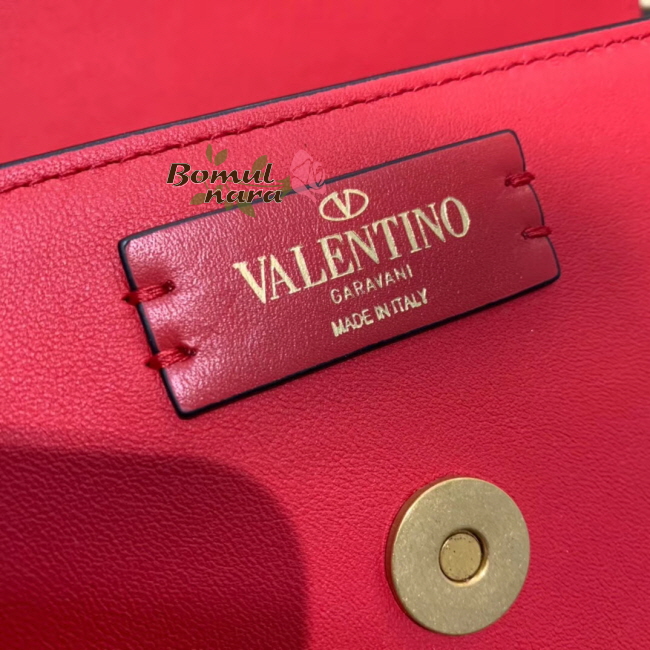 Bomul
nara
VALENTINO
GARAVANI
MADE IN ITALY